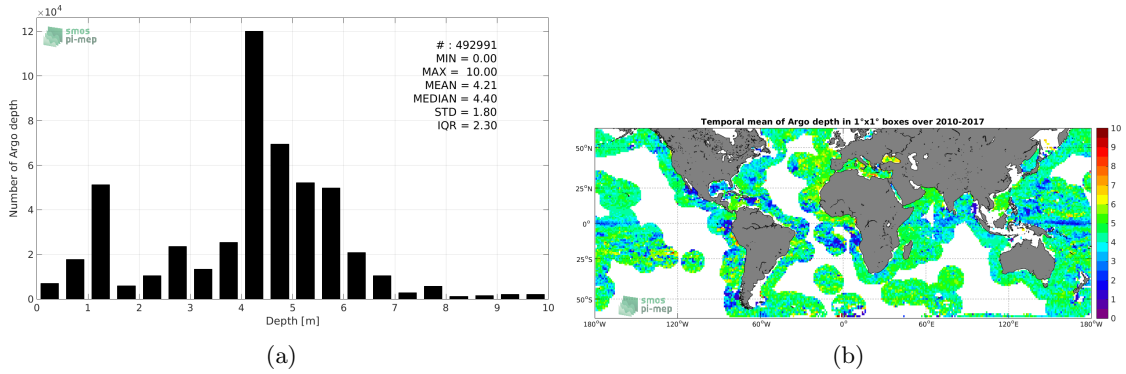 ×10⁴
12
10
8
6
4
2
0
Number of Argo depth
smos
pi-mep
# : 492991
MIN = 0.00
MAX = 10.00
MEAN = 4.21
MEDIAN = 4.40
STD = 1.80
IQR = 2.30
0 1 2 3 4 5 6 7 8 9 10
Depth [m]
(a)
Temporal mean of Argo depth in 1°x1° boxes over 2010-2017
50°N
25°N
0°
25°S
50°S
smos
pi-mep
180°W 120°W 60°W 0° 60°E 120°E 180°W
10
9
8
7
6
5
4
3
2
1
0
(b)